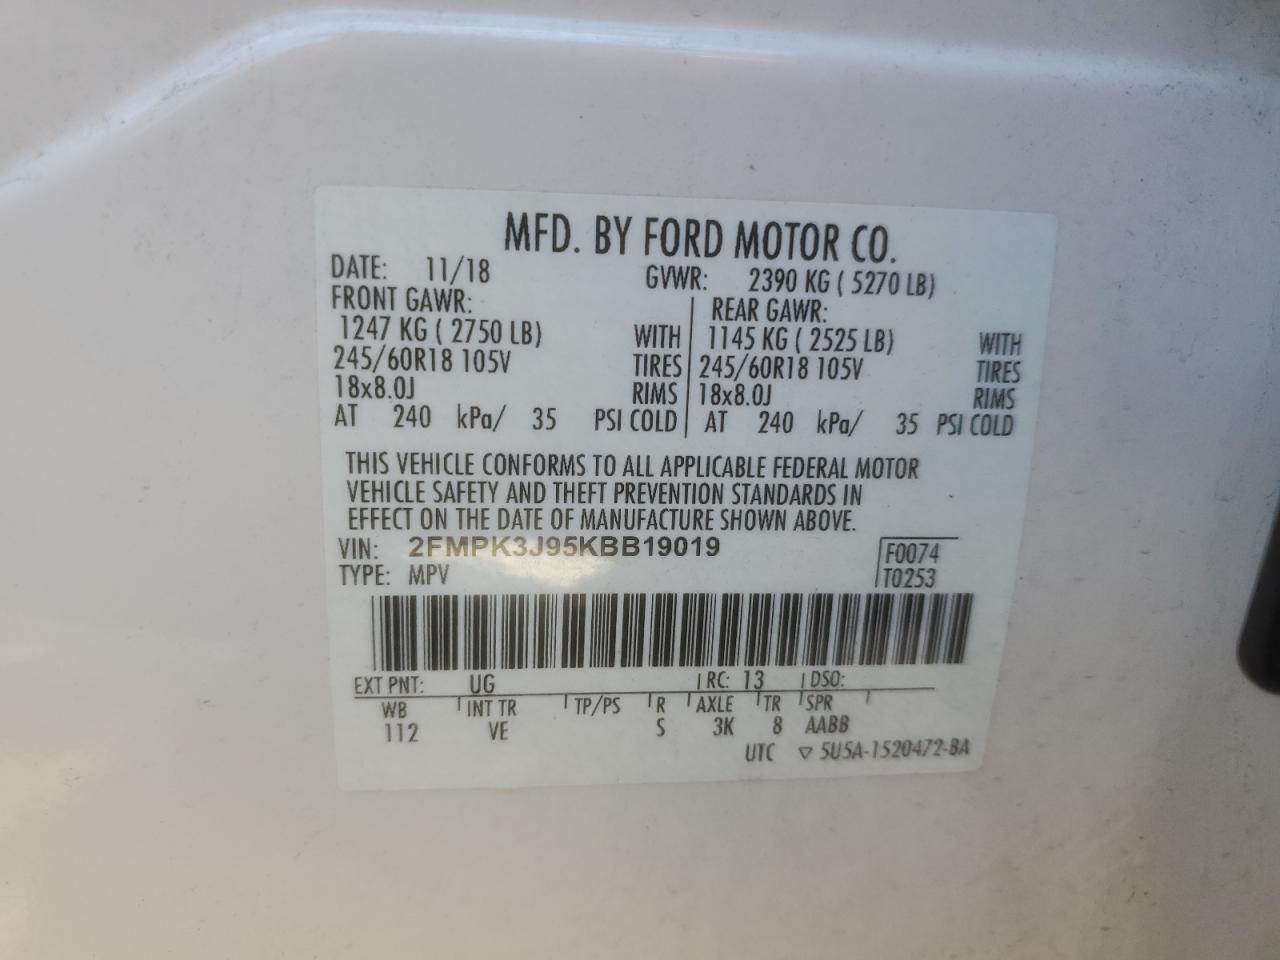 MFD. BY FORD MOTOR CO.
DATE: 11/18 GVWR: 2390 KG ( 5270 LB)
FRONT GAWR: REAR GAWR:
1247 KG ( 2750 LB) WITH 1145 KG ( 2525 LB) WITH
245/60R18 105V TIRES 245/60R18 105V TIRES
18x8.0J RIMS 18x8.0J RIMS
AT 240 kPa/ 35 PSI COLD AT 240 kPa/ 35 PSI COLD
THIS VEHICLE CONFORMS TO ALL APPLICABLE FEDERAL MOTOR
VEHICLE SAFETY AND THEFT PREVENTION STANDARDS IN
EFFECT ON THE DATE OF MANUFACTURE SHOWN ABOVE.
VIN: 2FMPK3J95KBB19019 F0074
TYPE: MPV T0253
EXT PNT: UG RC: 13 DSO:
WB INT TR TP/PS R AXLE TR SPR
112 VE S 3K 8 AABB
UTC ▽ 5U5A-1520472-BA